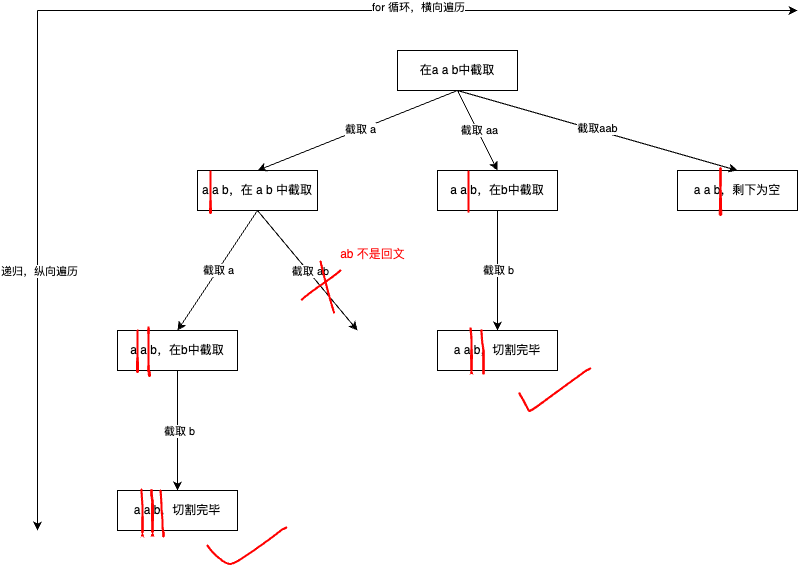 for 循环，横向遍历
在a a b中截取
截取 a
截取 aa
截取aab
a a b，在 a b 中截取
a a b，在b中截取
a a b，剩下为空
ab 不是回文
递归，纵向遍历
截取 a
截取 ab
截取 b
a a b，在b中截取
a a b，切割完毕
截取 b
a a b，切割完毕